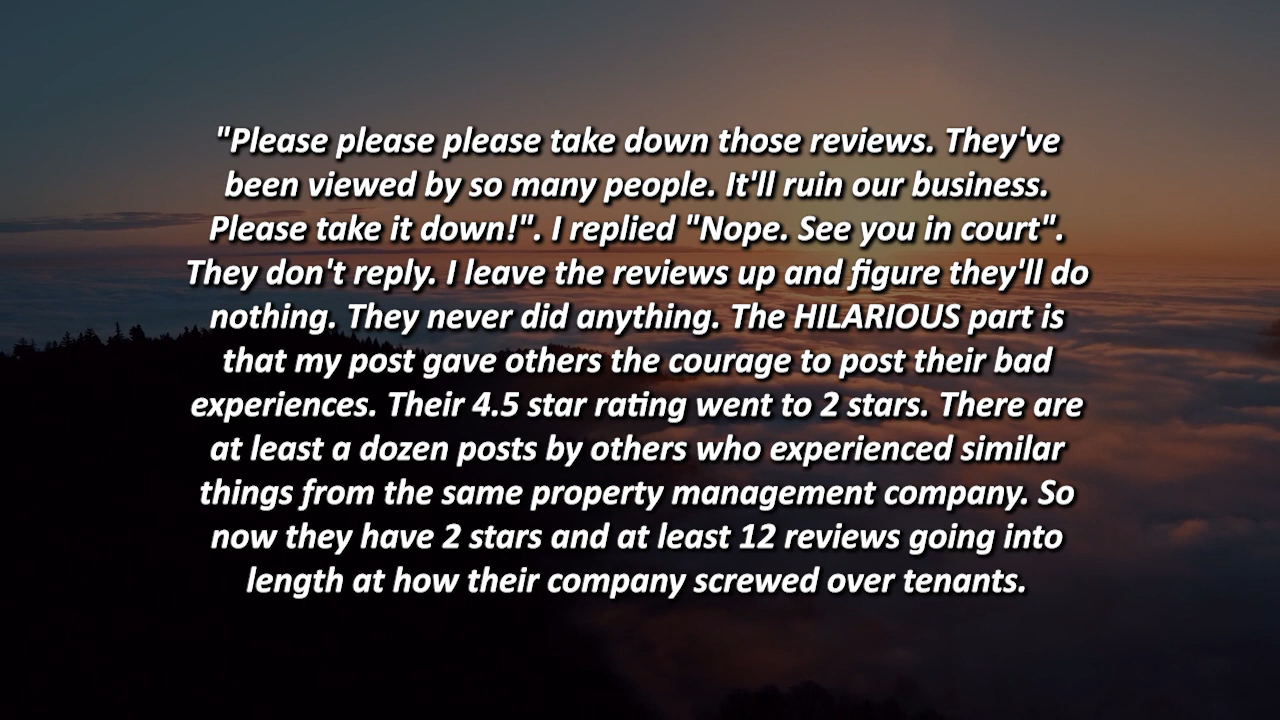 "Please please please take down those reviews. They've
been viewed by so many people. It'll ruin our business.
Please take it down!". I replied "Nope. See you in court".
They don't reply. I leave the reviews up and figure they'll do
nothing. They never did anything. The HILARIOUS part is
that my post gave others the courage to post their bad
experiences. Their 4.5 star rating went to 2 stars. There are
at least a dozen posts by others who experienced similar
things from the same property management company. So
now they have 2 stars and at least 12 reviews going into
length at how their company screwed over tenants.